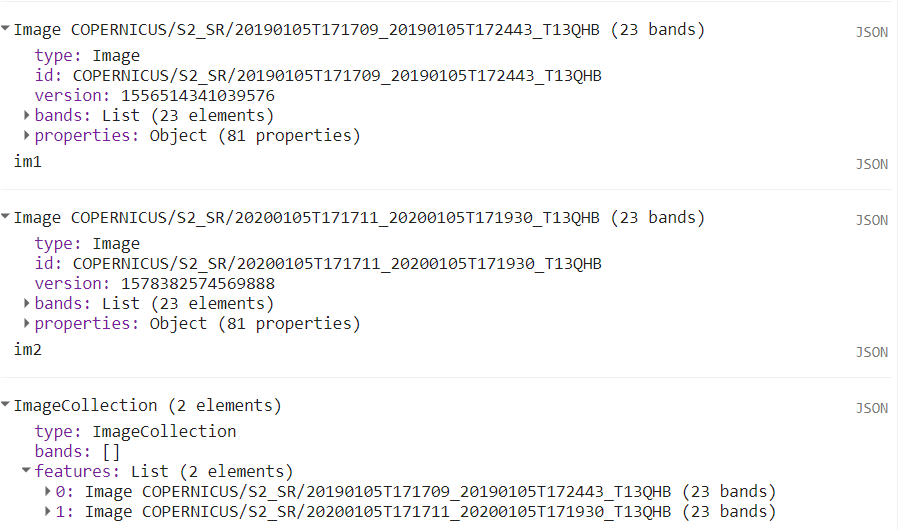 Image COPERNICUS/S2_SR/20190105T171709_20190105T172443_T13QHB (23 bands) JSON
type: Image
id: COPERNICUS/S2_SR/20190105T171709_20190105T172443_T13QHB
version: 1556514341039576
bands: List (23 elements)
properties: Object (81 properties)
im1 JSON
Image COPERNICUS/S2_SR/20200105T171711_20200105T171930_T13QHB (23 bands) JSON
type: Image
id: COPERNICUS/S2_SR/20200105T171711_20200105T171930_T13QHB
version: 1578382574569888
bands: List (23 elements)
properties: Object (81 properties)
im2 JSON
ImageCollection (2 elements) JSON
type: ImageCollection
bands: []
features: List (2 elements)
0: Image COPERNICUS/S2_SR/20190105T171709_20190105T172443_T13QHB (23 bands)
1: Image COPERNICUS/S2_SR/20200105T171711_20200105T171930_T13QHB (23 bands)